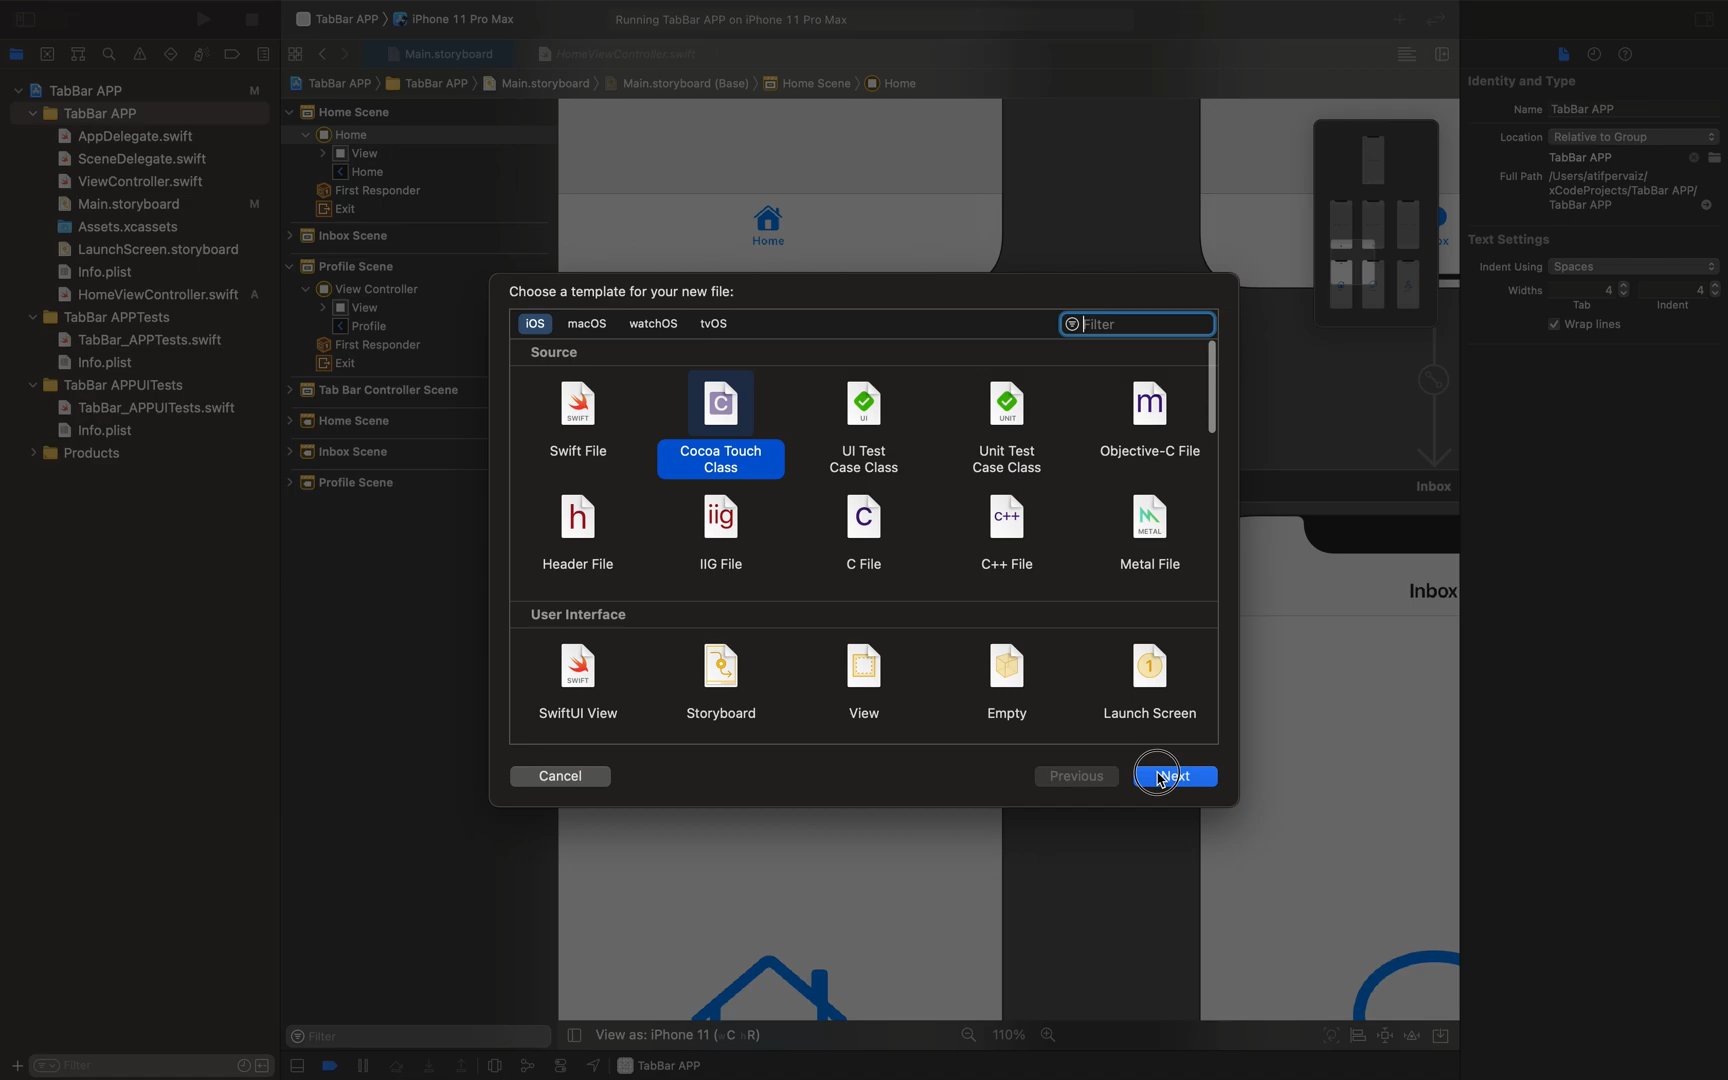 TabBar APP 〉 iPhone 11 Pro Max
Running TabBar APP on iPhone 11 Pro Max
Main.storyboard
HomeViewController.swift
TabBar APP 〉 TabBar APP 〉 Main.storyboard 〉 Main.storyboard (Base) 〉 Home Scene 〉 Home
TabBar APP M
TabBar APP
AppDelegate.swift
SceneDelegate.swift
ViewController.swift
Main.storyboard M
Assets.xcassets
LaunchScreen.storyboard
Info.plist
HomeViewController.swift A
TabBar APPTests
TabBar_APPTests.swift
Info.plist
TabBar APPUITests
TabBar_APPUITests.swift
Info.plist
Products
Filter
Home Scene
Home
View
Home
First Responder
Exit
Inbox Scene
Profile Scene
View Controller
View
Profile
First Responder
Exit
Tab Bar Controller Scene
Home Scene
Inbox Scene
Profile Scene
Filter
Home
Choose a template for your new file:
iOS macOS watchOS tvOS
Filter
Source
SWIFT
Swift File
C
Cocoa Touch
Class
UI
UI Test
Case Class
UNIT
Unit Test
Case Class
m
Objective-C File
h
Header File
iig
IIG File
C
C File
C++
C++ File
METAL
Metal File
User Interface
SWIFT
SwiftUI View
Storyboard
View
Empty
1
Launch Screen
Cancel
Previous
Next
Inbox
Inbox
View as: iPhone 11 (wC hR)
110%
TabBar APP
Identity and Type
Name TabBar APP
Location Relative to Group
TabBar APP
Full Path /Users/atifpervaiz/
xCodeProjects/TabBar APP/
TabBar APP
Text Settings
Indent Using Spaces
Widths 4 4
Tab Indent
Wrap lines